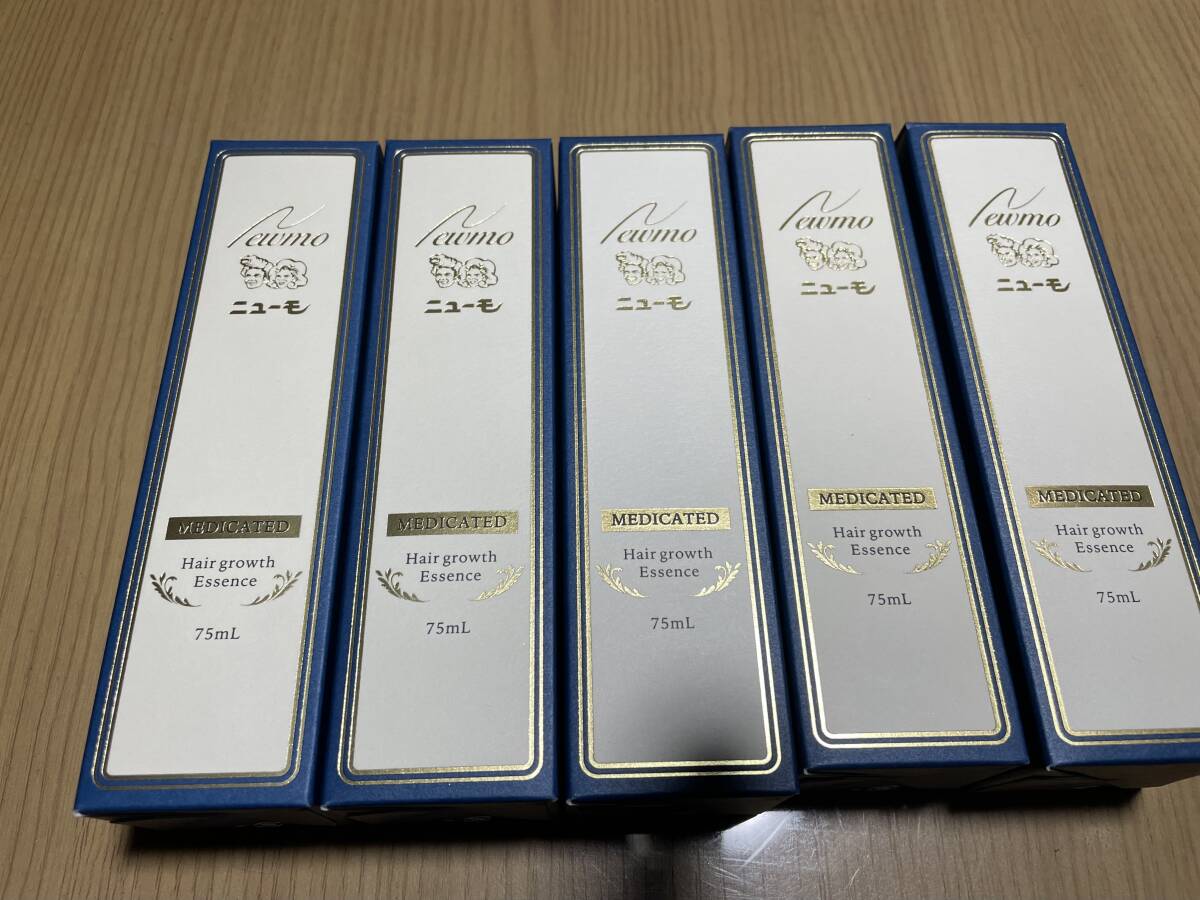 Newmo
ニューモ
MEDICATED
Hair growth
Essence
75mL
Newmo
ニューモ
MEDICATED
Hair growth
Essence
75mL
Newmo
ニューモ
MEDICATED
Hair growth
Essence
75mL
Newmo
ニューモ
MEDICATED
Hair growth
Essence
75mL
Newmo
ニューモ
MEDICATED
Hair growth
Essence
75mL